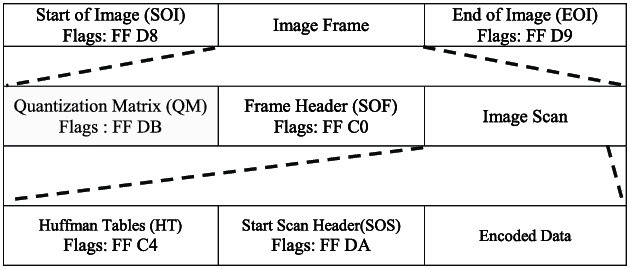 Start of Image (SOI)
Flags: FF D8
Image Frame
End of Image (EOI)
Flags: FF D9
Quantization Matrix (QM)
Flags : FF DB
Frame Header (SOF)
Flags: FF C0
Image Scan
Huffman Tables (HT)
Flags: FF C4
Start Scan Header(SOS)
Flags: FF DA
Encoded Data